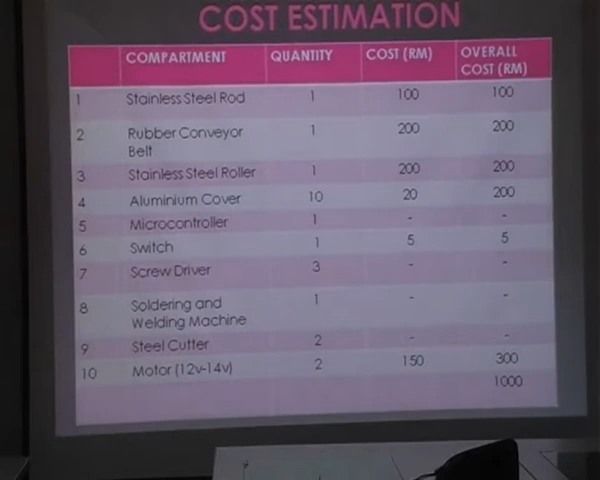 COST ESTIMATION
COMPARTMENT QUANTITY COST (RM) OVERALL COST (RM)
1 Stainless Steel Rod 1 100 100
2 Rubber Conveyor Belt 1 200 200
3 Stainless Steel Roller 1 200 200
4 Aluminium Cover 10 20 200
5 Microcontroller 1 - -
6 Switch 1 5 5
7 Screw Driver 3 - -
8 Soldering and Welding Machine 1 - -
9 Steel Cutter 2 - -
10 Motor (12v-14v) 2 150 300
1000